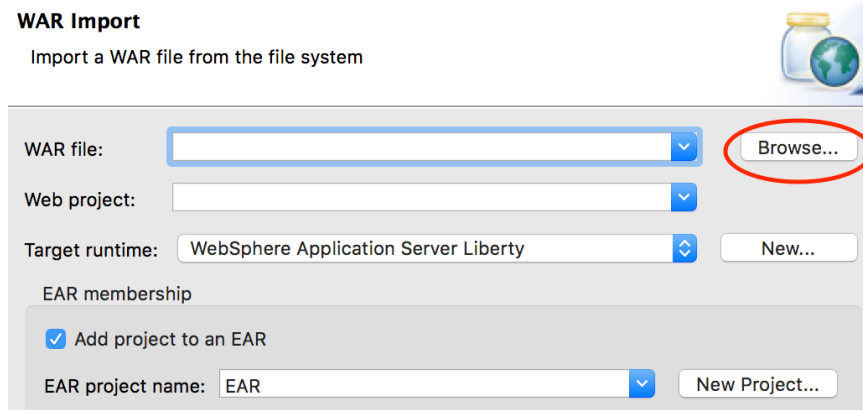 WAR Import
Import a WAR file from the file system
WAR file:
Browse...
Web project:
Target runtime: WebSphere Application Server Liberty New...
EAR membership
Add project to an EAR
EAR project name: EAR New Project...